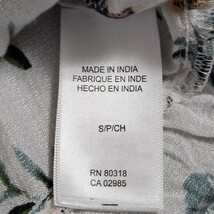 MADE IN INDIA
FABRIQUE EN INDE
HECHO EN INDIA
S/P/CH
RN 80318
CA 02985